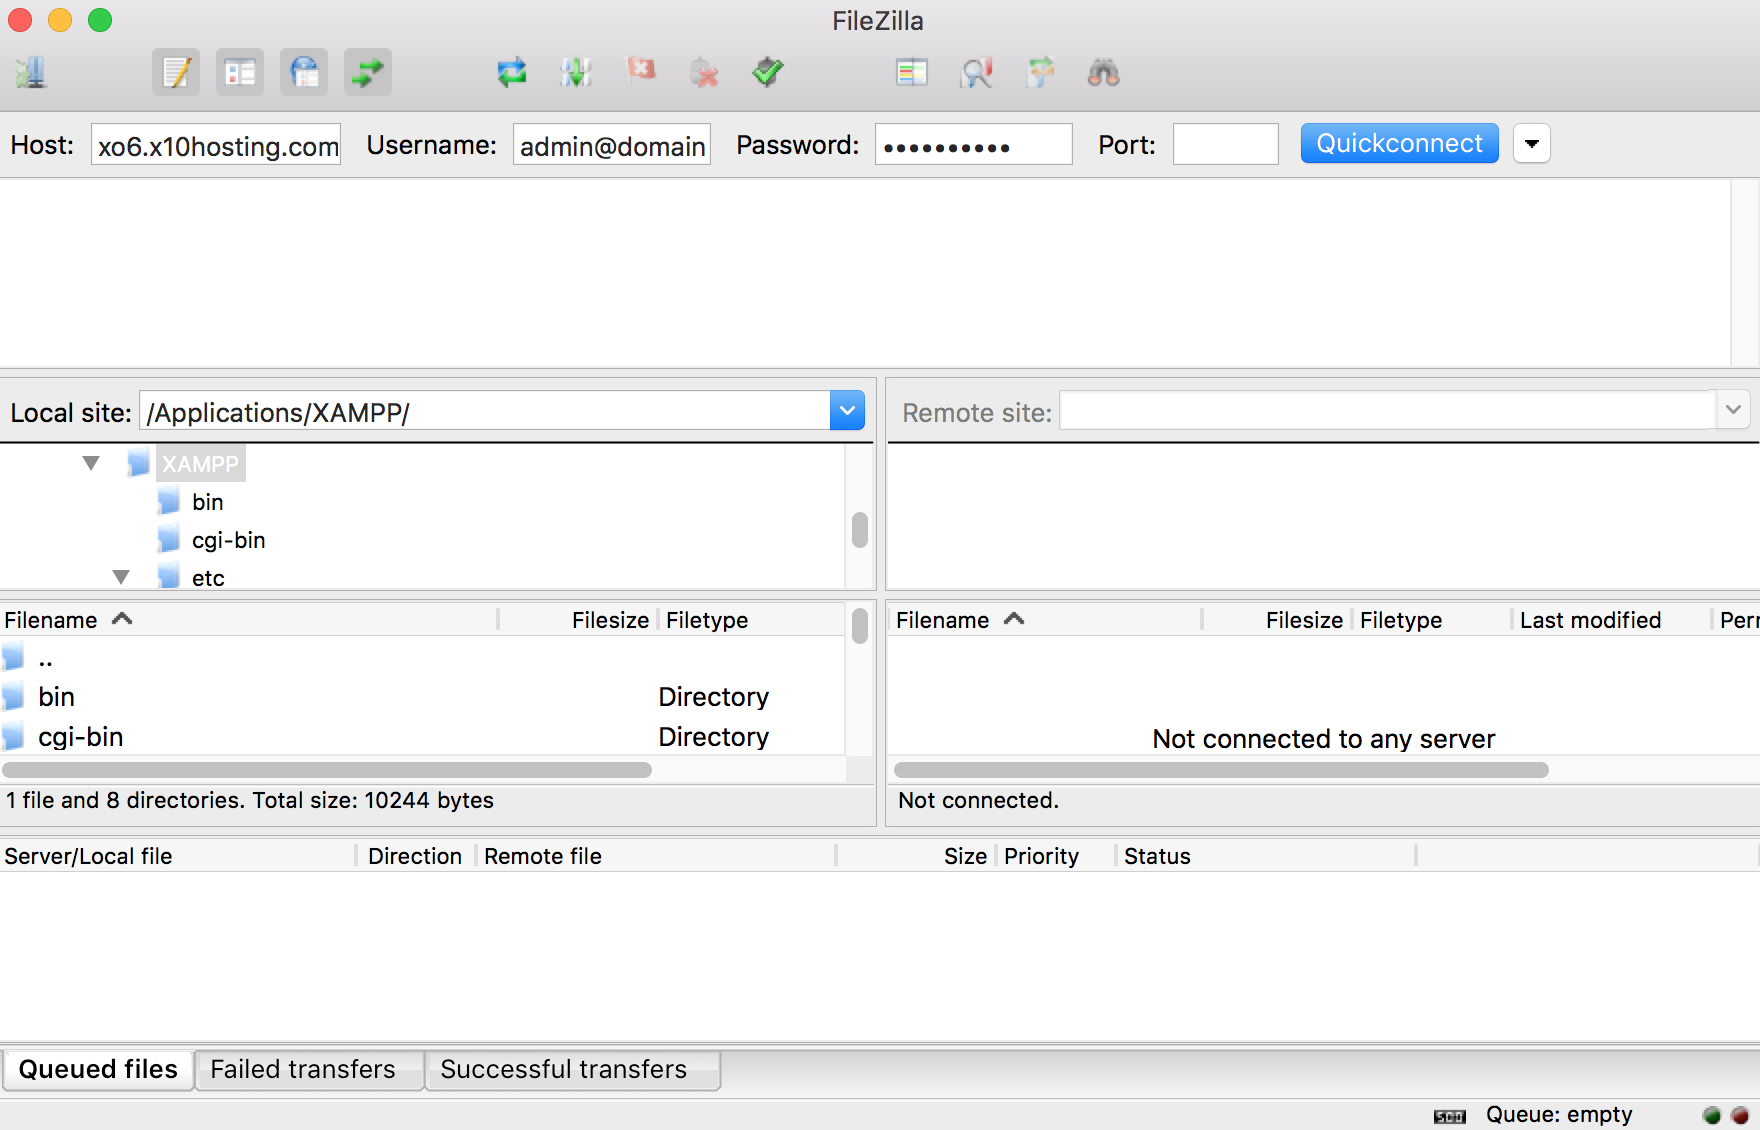 FileZilla
Host: xo6.x10hosting.com Username: admin@domain Password: •••••••••• Port: Quickconnect
Local site: /Applications/XAMPP/ Remote site:
XAMPP
bin
cgi-bin
etc
Filename Filesize Filetype Filename Filesize Filetype Last modified Perr
..
bin Directory
cgi-bin Directory
Not connected to any server
1 file and 8 directories. Total size: 10244 bytes Not connected.
Server/Local file Direction Remote file Size Priority Status
Queued files Failed transfers Successful transfers
Queue: empty